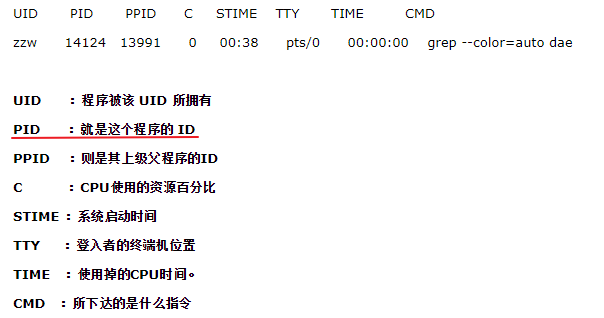 UID PID PPID C STIME TTY TIME CMD
zzw 14124 13991 0 00:38 pts/0 00:00:00 grep --color=auto dae
UID ：程序被该 UID 所拥有
PID ：就是这个程序的 ID
PPID ：则是其上级父程序的ID
C ：CPU使用的资源百分比
STIME ：系统启动时间
TTY ：登入者的终端机位置
TIME ：使用掉的CPU时间。
CMD ：所下达的是什么指令